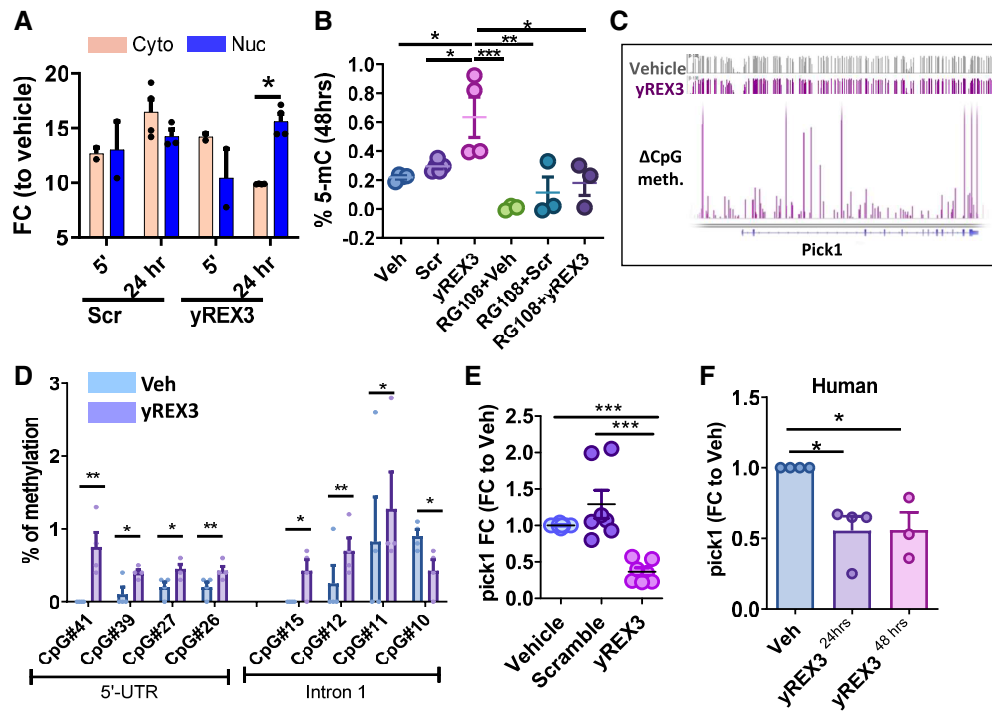 A
Cyto Nuc
FC (to vehicle)
20
15
10
5
*
5'
24 hr
5'
24 hr
Scr
yREX3
B
% 5-mC (48hrs)
1.0
0.8
0.6
0.4
0.2
0.0
-0.2
*
*
**
*
***
Veh
Scr
yREX3
RG108+Veh
RG108+Scr
RG108+yREX3
C
Vehicle
yREX3
ΔCpG
meth.
Pick1
D
Veh
yREX3
% of methylation
3
2
1
0
**
*
*
**
*
**
*
*
CpG#41
CpG#39
CpG#27
CpG#26
CpG#15
CpG#12
CpG#11
CpG#10
5'-UTR
Intron 1
E
pick1 FC (FC to Veh)
2.5
2.0
1.5
1.0
0.5
0.0
***
***
Vehicle
Scramble
yREX3
F
Human
pick1 (FC to Veh)
1.5
1.0
0.5
0.0
*
*
Veh
yREX3 24hrs
yREX3 48 hrs